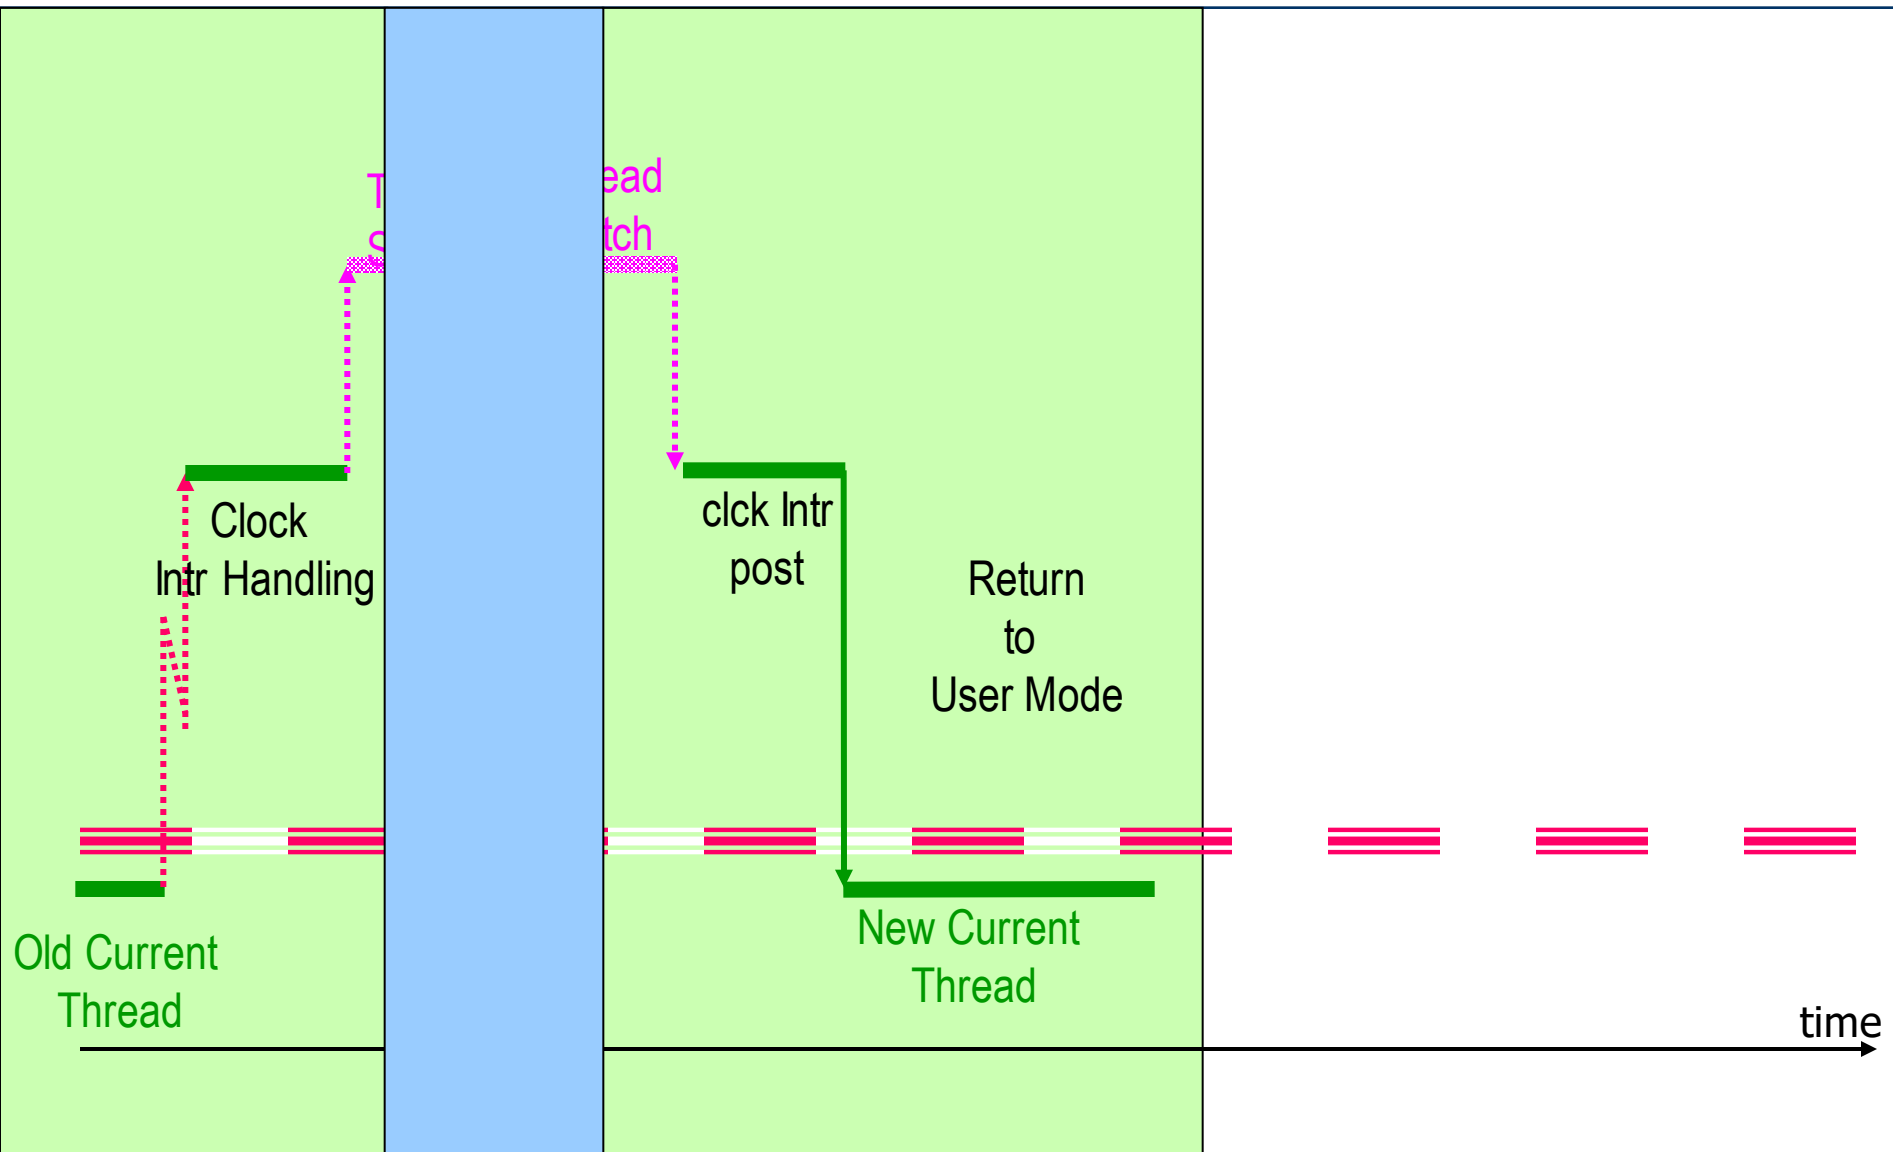 ead
tch
Clock
Intr Handling
clck Intr
post
Return
to
User Mode
New Current
Thread
Old Current
Thread
time